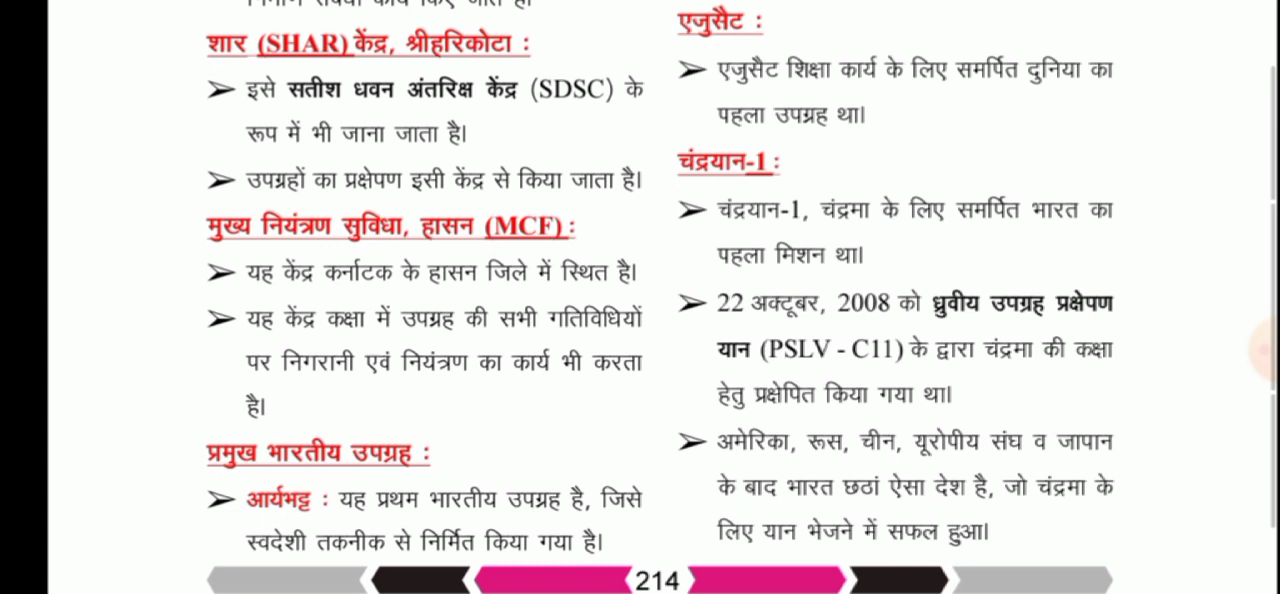 शार (SHAR) केंद्र, श्रीहरिकोटा :
➢ इसे सतीश धवन अंतरिक्ष केंद्र (SDSC) के
रूप में भी जाना जाता है।
➢ उपग्रहों का प्रक्षेपण इसी केंद्र से किया जाता है।
मुख्य नियंत्रण सुविधा, हासन (MCF) :
➢ यह केंद्र कर्नाटक के हासन जिले में स्थित है।
➢ यह केंद्र कक्षा में उपग्रह की सभी गतिविधियों
पर निगरानी एवं नियंत्रण का कार्य भी करता
है।
प्रमुख भारतीय उपग्रह :
➢ आर्यभट्ट : यह प्रथम भारतीय उपग्रह है, जिसे
स्वदेशी तकनीक से निर्मित किया गया है।
एजुसैट :
➢ एजुसैट शिक्षा कार्य के लिए समर्पित दुनिया का
पहला उपग्रह था।
चंद्रयान-1 :
➢ चंद्रयान-1, चंद्रमा के लिए समर्पित भारत का
पहला मिशन था।
➢ 22 अक्टूबर, 2008 को ध्रुवीय उपग्रह प्रक्षेपण
यान (PSLV - C11) के द्वारा चंद्रमा की कक्षा
हेतु प्रक्षेपित किया गया था।
➢ अमेरिका, रूस, चीन, यूरोपीय संघ व जापान
के बाद भारत छठां ऐसा देश है, जो चंद्रमा के
लिए यान भेजने में सफल हुआ।
214